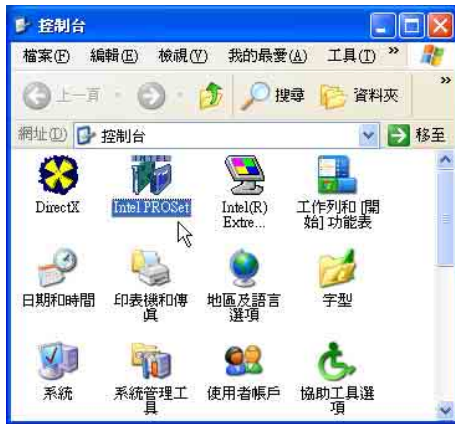 控制台
檔案(F) 編輯(E) 檢視(V) 我的最愛(A) 工具(T) »
上一頁 搜尋 資料夾 »
網址(D) 控制台 移至
DirectX Intel PROSet Intel(R) Extre... 工作列和 [開始] 功能表
日期和時間 印表機和傳真 地區及語言選項 字型
系統 系統管理工具 使用者帳戶 協助工具選項